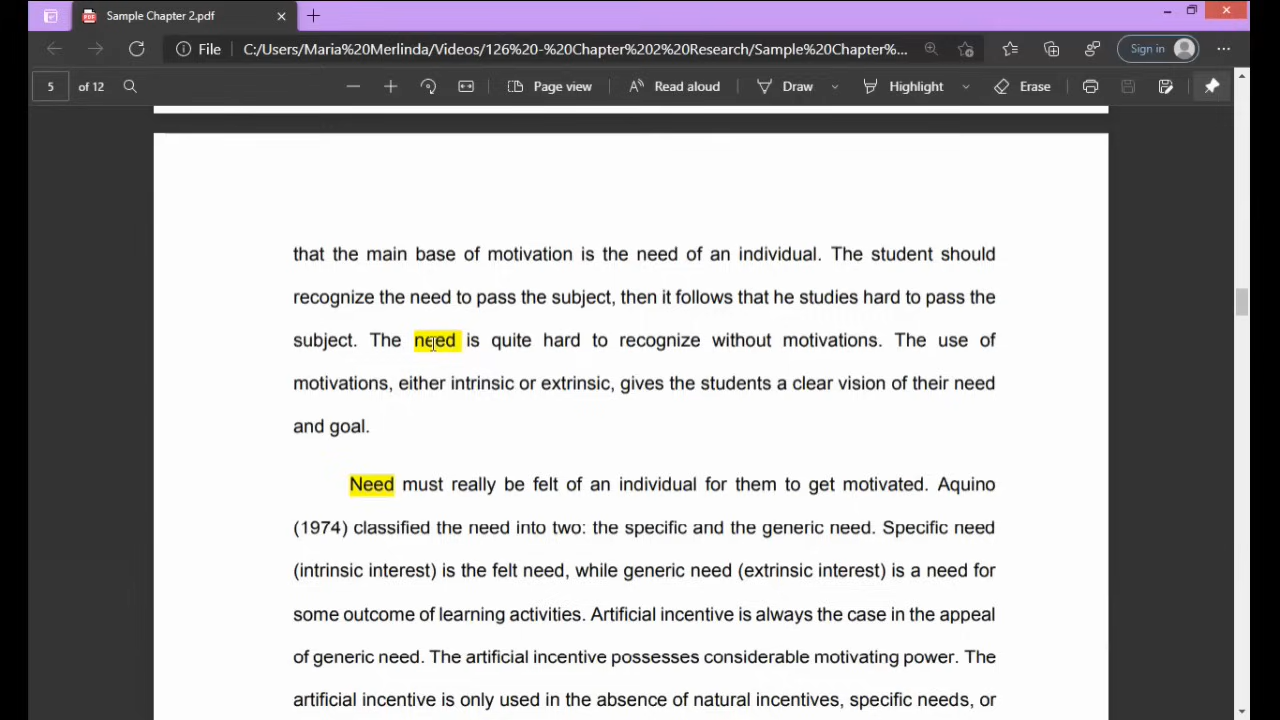 Sample Chapter 2.pdf
File
C:/Users/Maria%20Merlinda/Videos/126%20-%20Chapter%202%20Research/Sample%20Chapter%...
Sign in
5 of 12
Page view
Read aloud
Draw
Highlight
Erase
that the main base of motivation is the need of an individual. The student should
recognize the need to pass the subject, then it follows that he studies hard to pass the
subject. The need is quite hard to recognize without motivations. The use of
motivations, either intrinsic or extrinsic, gives the students a clear vision of their need
and goal.
Need must really be felt of an individual for them to get motivated. Aquino
(1974) classified the need into two: the specific and the generic need. Specific need
(intrinsic interest) is the felt need, while generic need (extrinsic interest) is a need for
some outcome of learning activities. Artificial incentive is always the case in the appeal
of generic need. The artificial incentive possesses considerable motivating power. The
artificial incentive is only used in the absence of natural incentives, specific needs, or